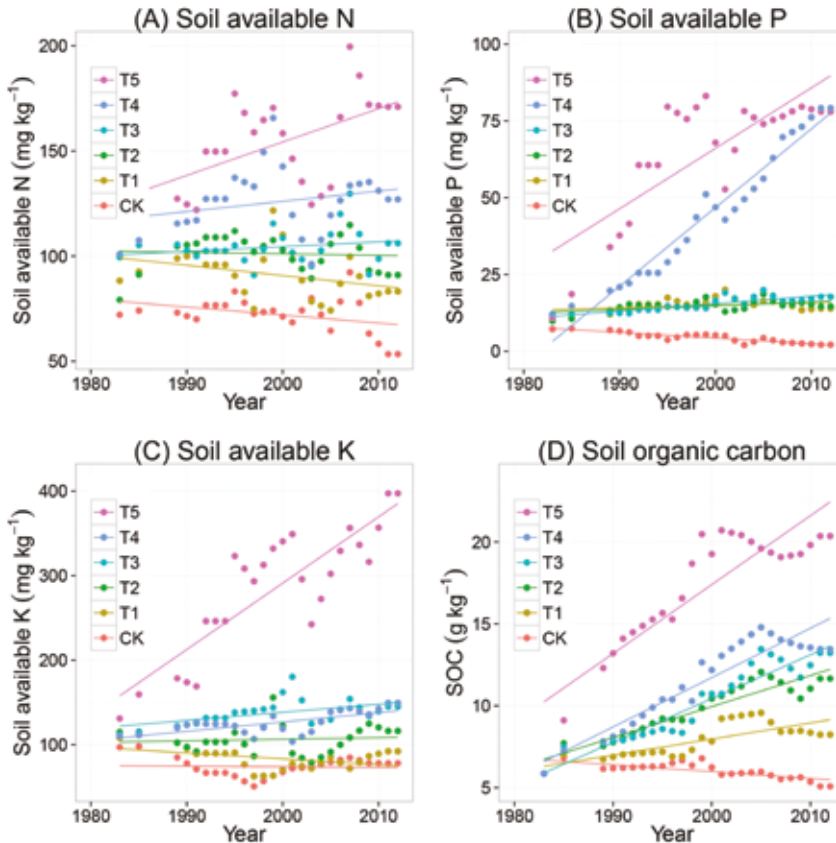 (A) Soil available N
Soil available N (mg kg⁻¹)
200
150
100
50
T5
T4
T3
T2
T1
CK
1980
1990
2000
2010
Year
(B) Soil available P
Soil available P (mg kg⁻¹)
100
75
50
25
0
T5
T4
T3
T2
T1
CK
1980
1990
2000
2010
Year
(C) Soil available K
Soil available K (mg kg⁻¹)
400
300
200
100
T5
T4
T3
T2
T1
CK
1980
1990
2000
2010
Year
(D) Soil organic carbon
SOC (g kg⁻¹)
20
15
10
5
T5
T4
T3
T2
T1
CK
1980
1990
2000
2010
Year